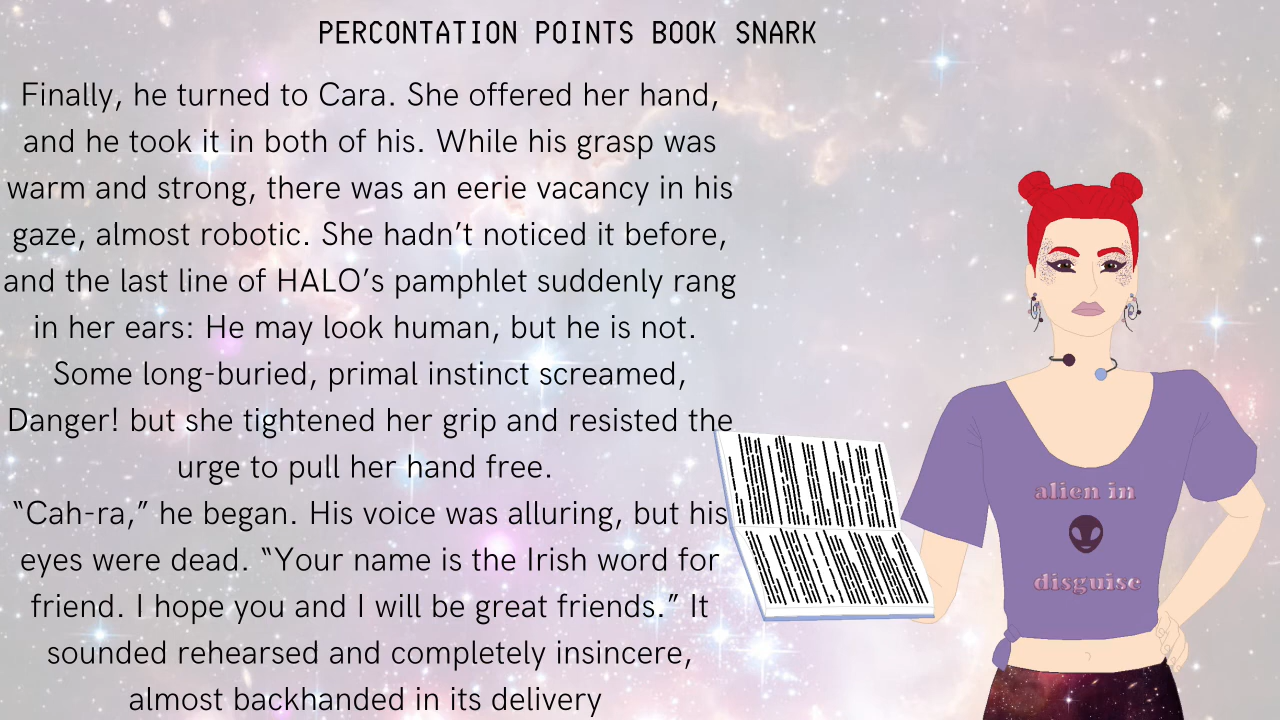 PERCONTATION POINTS BOOK SNARK
Finally, he turned to Cara. She offered her hand,
and he took it in both of his. While his grasp was
warm and strong, there was an eerie vacancy in his
gaze, almost robotic. She hadn’t noticed it before,
and the last line of HALO’s pamphlet suddenly rang
in her ears: He may look human, but he is not.
Some long-buried, primal instinct screamed,
Danger! but she tightened her grip and resisted the
urge to pull her hand free.
“Cah-ra,” he began. His voice was alluring, but his
eyes were dead. “Your name is the Irish word for
friend. I hope you and I will be great friends.” It
sounded rehearsed and completely insincere,
almost backhanded in its delivery
alien in
disguise